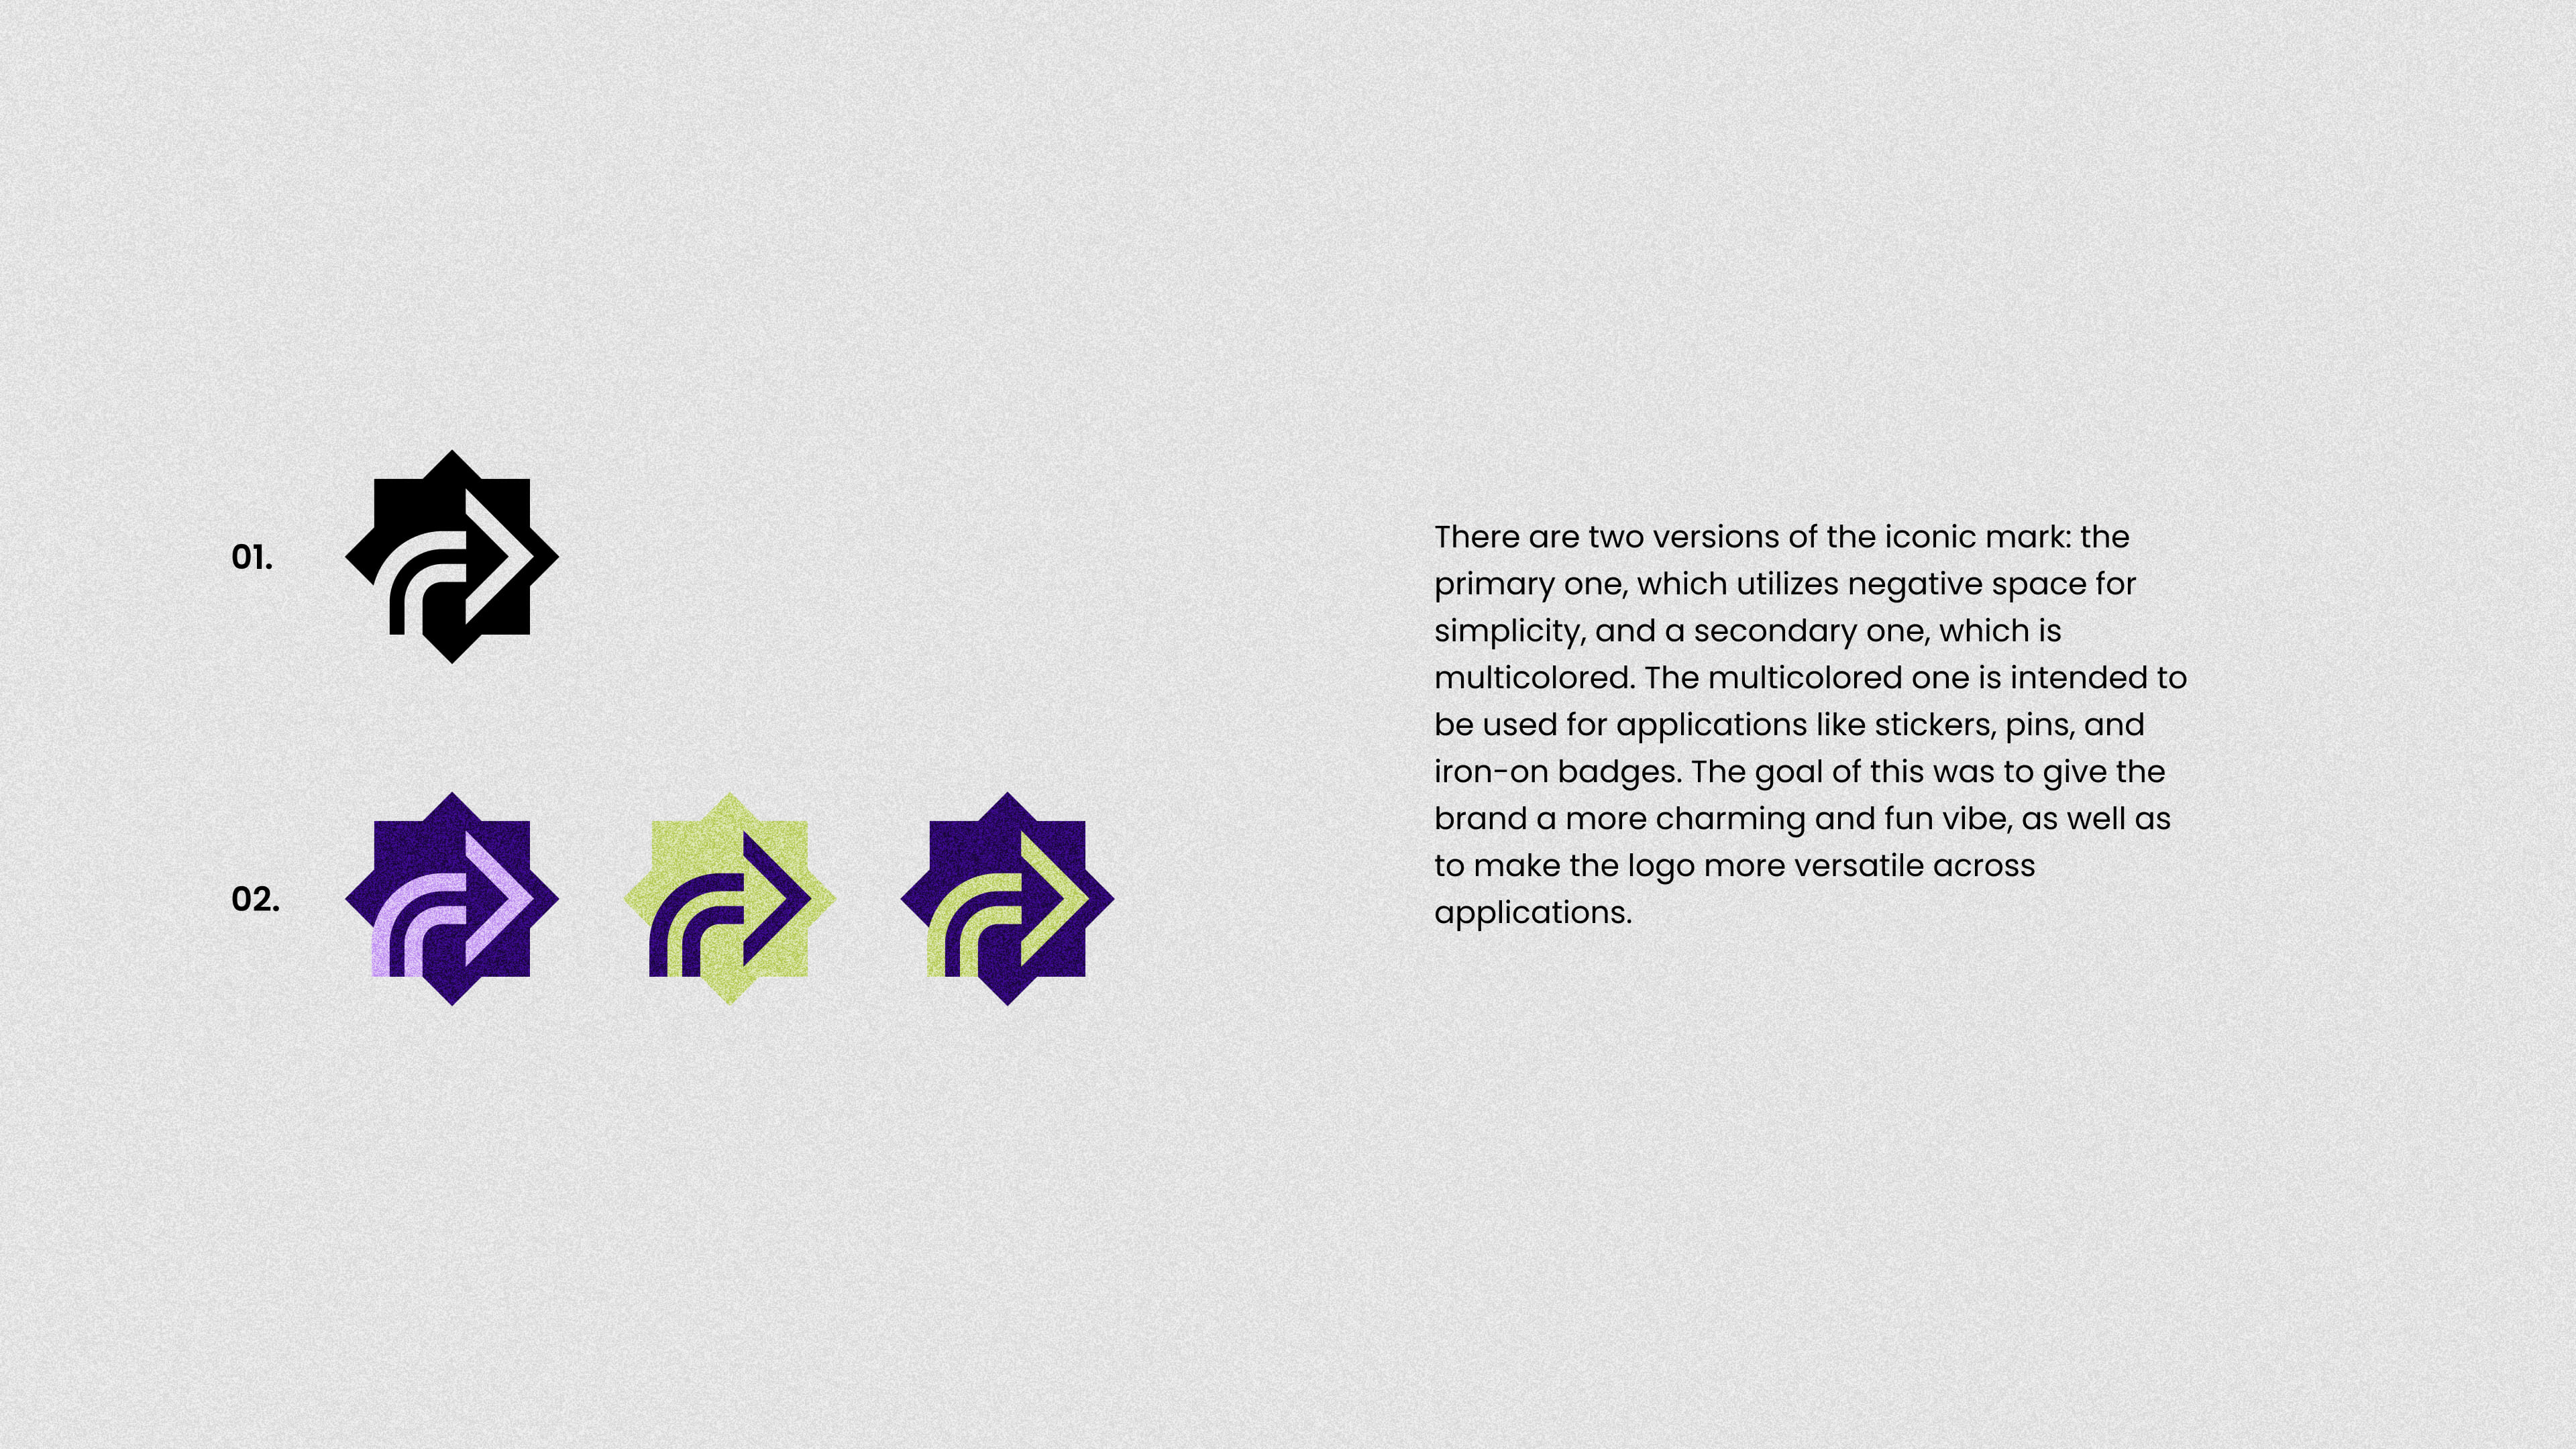 01.
02.
There are two versions of the iconic mark: the
primary one, which utilizes negative space for
simplicity, and a secondary one, which is
multicolored. The multicolored one is intended to
be used for applications like stickers, pins, and
iron-on badges. The goal of this was to give the
brand a more charming and fun vibe, as well as
to make the logo more versatile across
applications.